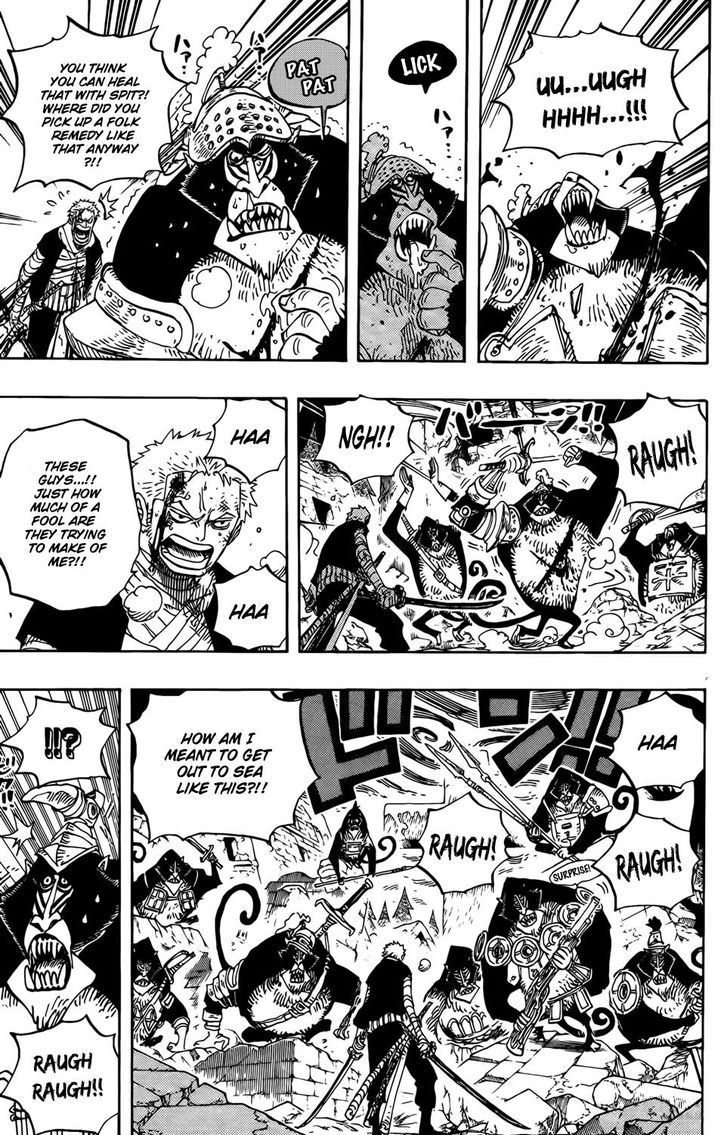 UU...UUGH
HHHH...!!!
LICK
ハ?
PAT
PAT
ハ?
YOU THINK
YOU CAN HEAL
THAT WITH SPIT?!
WHERE DID YOU
PICK UP A FOLK
REMEDY LIKE
THAT ANYWAY
?!!
RAUGH!
NGH!!
HAA
THESE
GUYS...!!
JUST HOW
MUCH OF A
FOOL ARE
THEY TRYING
TO MAKE OF
ME?!!
HAA
HAA
HOW AM I
MEANT TO GET
OUT TO SEA
LIKE THIS?!!
RAUGH!
RAUGH!
SURPRISE!
!!?
RAUGH
RAUGH!!